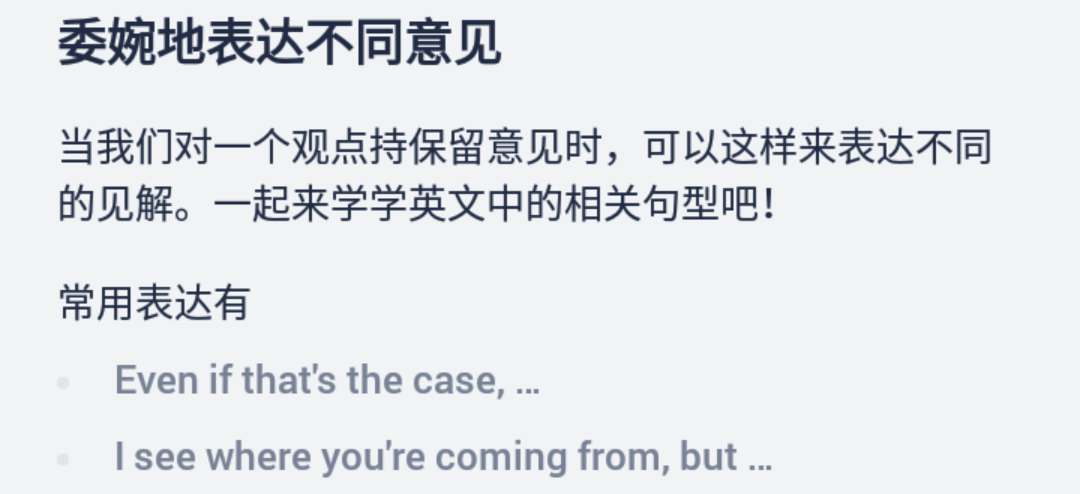 委婉地表达不同意见
当我们对一个观点持保留意见时，可以这样来表达不同
的见解。一起来学学英文中的相关句型吧！
常用表达有
Even if that's the case, ...
I see where you're coming from, but ...